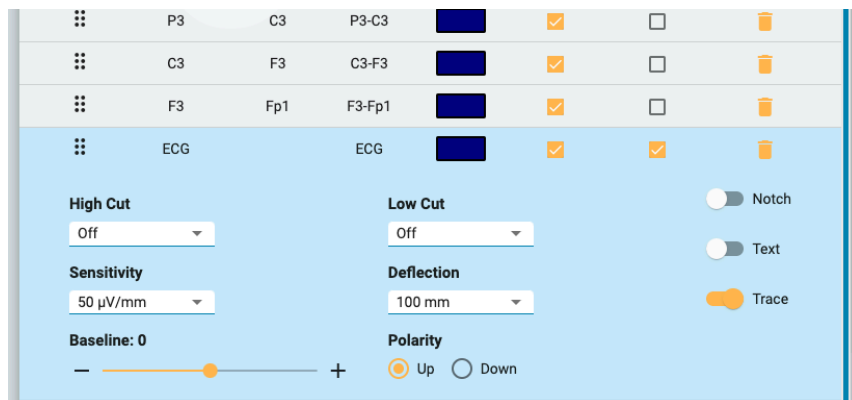 P3 C3 P3-C3
C3 F3 C3-F3
F3 Fp1 F3-Fp1
ECG ECG
High Cut Low Cut Notch
Off Off
Text
Sensitivity Deflection
50 µV/mm 100 mm Trace
Baseline: 0 Polarity
Up Down